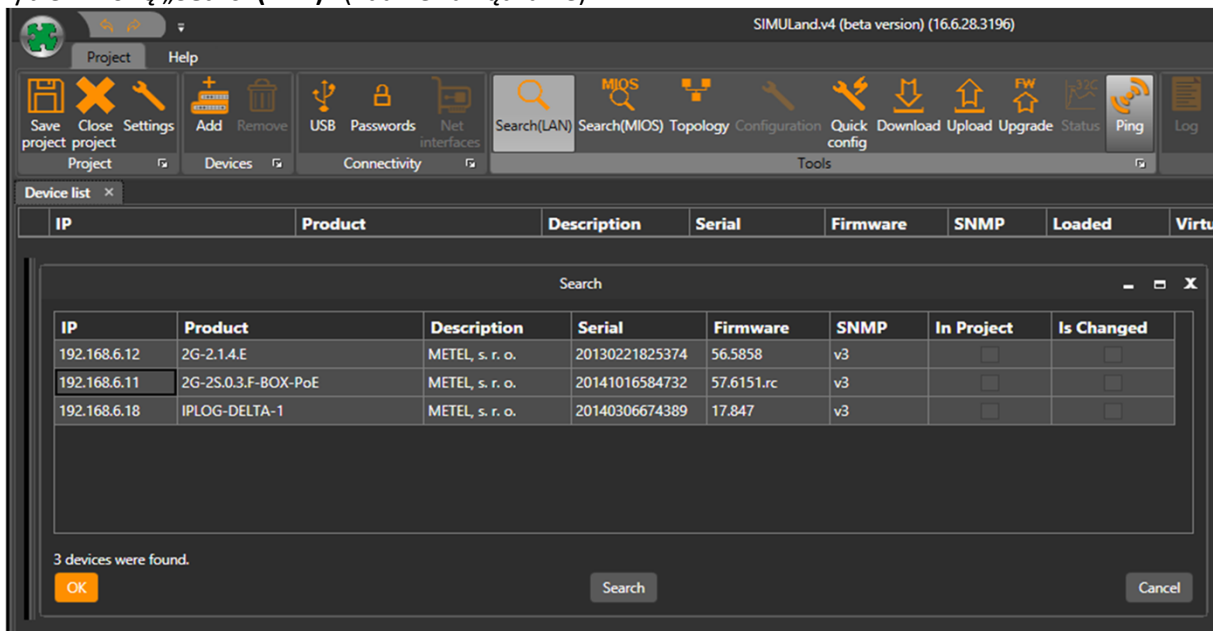 SIMULand.v4 (beta version) (16.6.28.3196)
Project Help
Save project Close project Settings Add Remove USB Passwords Net interfaces Search(LAN) MIOS Search(MIOS) Topology Configuration Quick config Download Upload FW Upgrade Status Ping Log
Project Devices Connectivity Tools
Device list ×
IP Product Description Serial Firmware SNMP Loaded Virtu
Search
IP Product Description Serial Firmware SNMP In Project Is Changed
192.168.6.12 2G-2.1.4.E METEL, s. r. o. 20130221825374 56.5858 v3
192.168.6.11 2G-2S.0.3.F-BOX-PoE METEL, s. r. o. 20141016584732 57.6151.rc v3
192.168.6.18 IPLOG-DELTA-1 METEL, s. r. o. 20140306674389 17.847 v3
3 devices were found.
OK Search Cancel